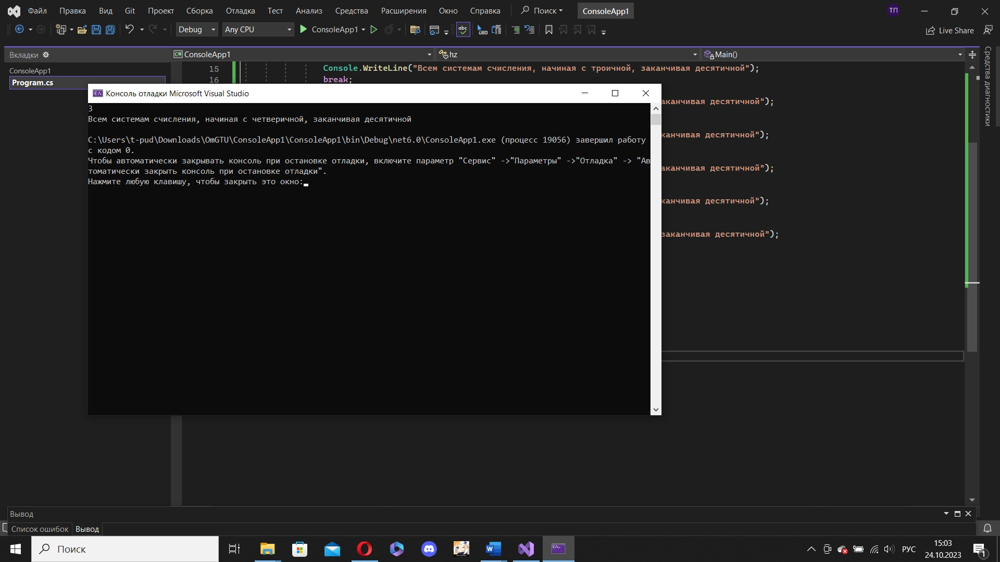 Файл Правка Вид Git Проект Сборка Отладка Тест Анализ Средства Расширения Окно Справка Поиск ConsoleApp1 ТП
Debug Any CPU ConsoleApp1 abc Live Share
Вкладки C# ConsoleApp1 hz Main()
Средства диагностики
ConsoleApp1
Program.cs
15 Console.WriteLine("Всем системам счисления, начиная с троичной, заканчивая десятичной");
16 break;
Консоль отладки Microsoft Visual Studio
аканчивая десятичной");
канчивая десятичной");
аканчивая десятичной");
канчивая десятичной");
заканчивая десятичной");
3
Всем системам счисления, начиная с четверичной, заканчивая десятичной
C:\Users\t-pud\Downloads\OmGTU\ConsoleApp1\ConsoleApp1\bin\Debug\net6.0\ConsoleApp1.exe (процесс 19056) завершил работу
с кодом 0.
Чтобы автоматически закрывать консоль при остановке отладки, включите параметр "Сервис" ->"Параметры" ->"Отладка" -> "Ав
томатически закрыть консоль при остановке отладки".
Нажмите любую клавишу, чтобы закрыть это окно:
Вывод
Список ошибок Вывод
Поиск
РУС
15:03
24.10.2023
1